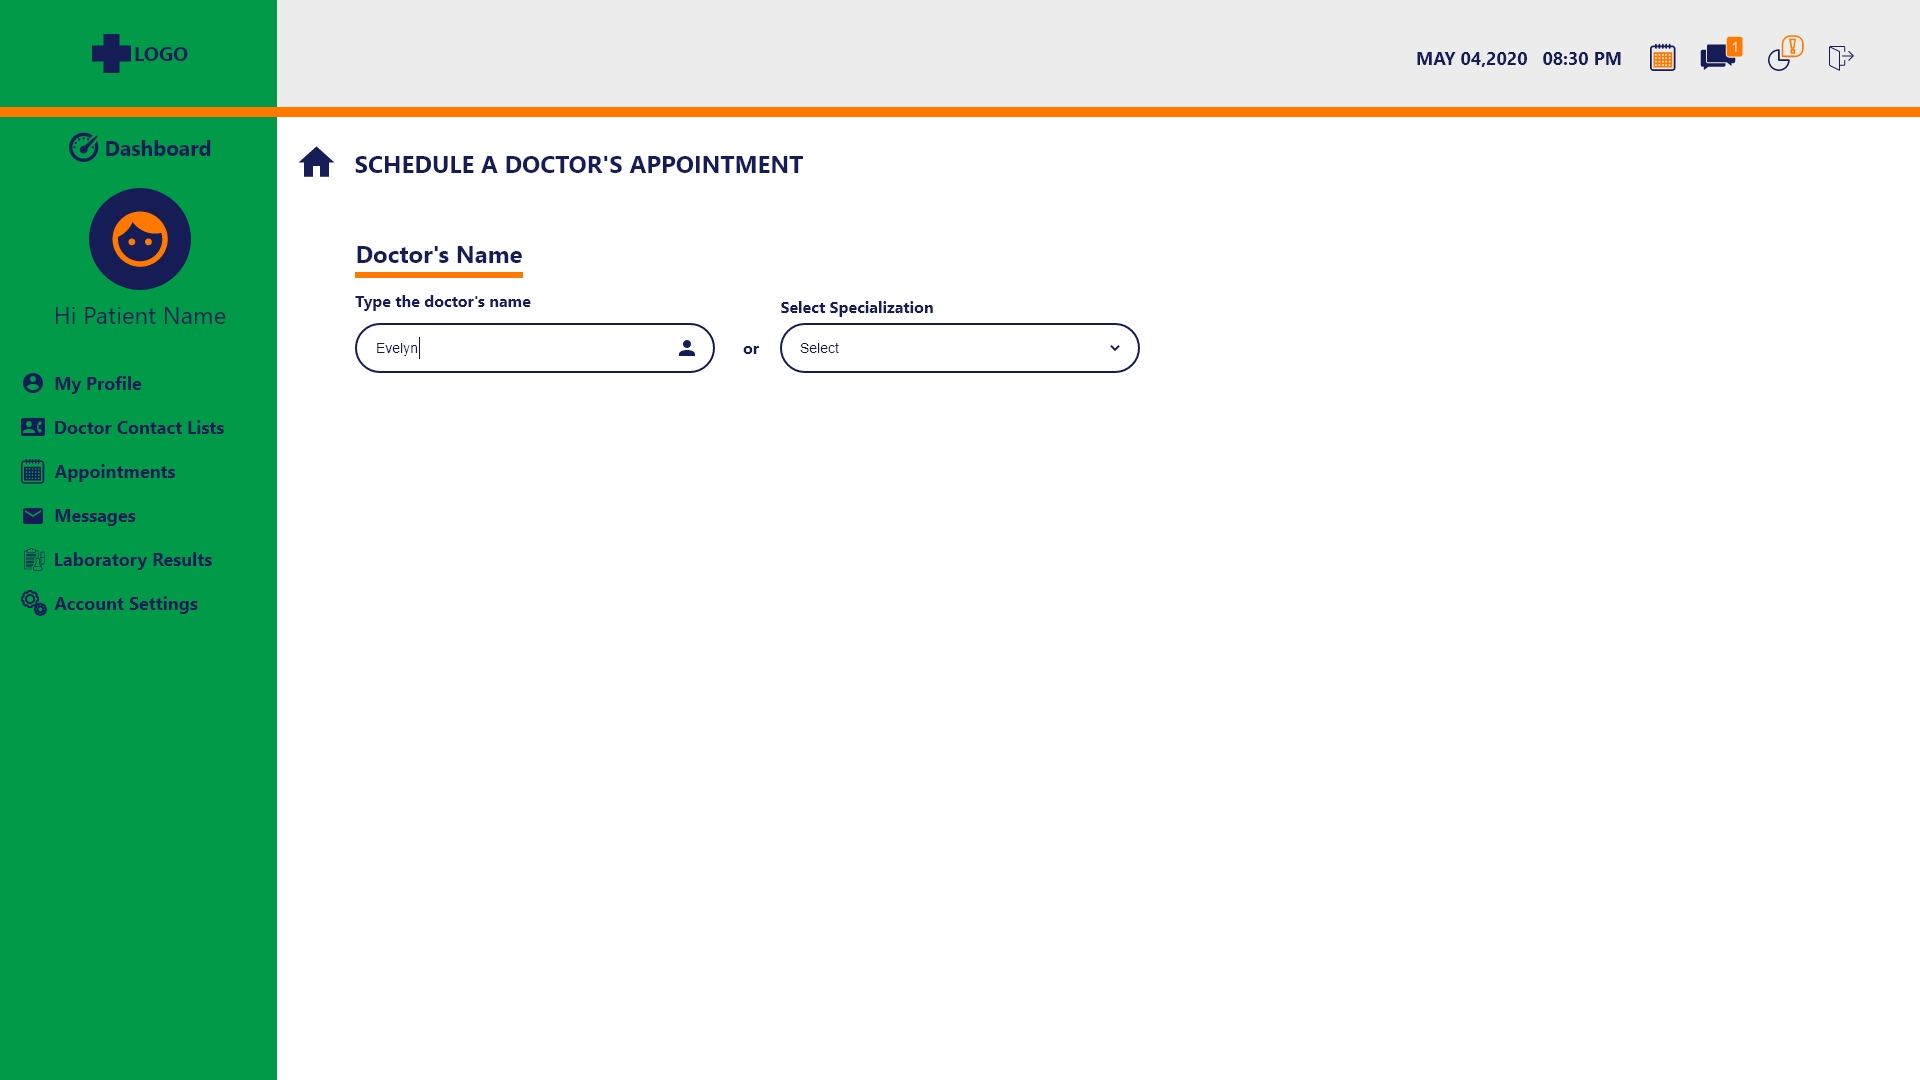 LOGO
MAY 04,2020 08:30 PM
1
Dashboard
SCHEDULE A DOCTOR'S APPOINTMENT
Hi Patient Name
Doctor's Name
Type the doctor's name
Select Specialization
Evelyn
or
Select
My Profile
Doctor Contact Lists
Appointments
Messages
Laboratory Results
Account Settings